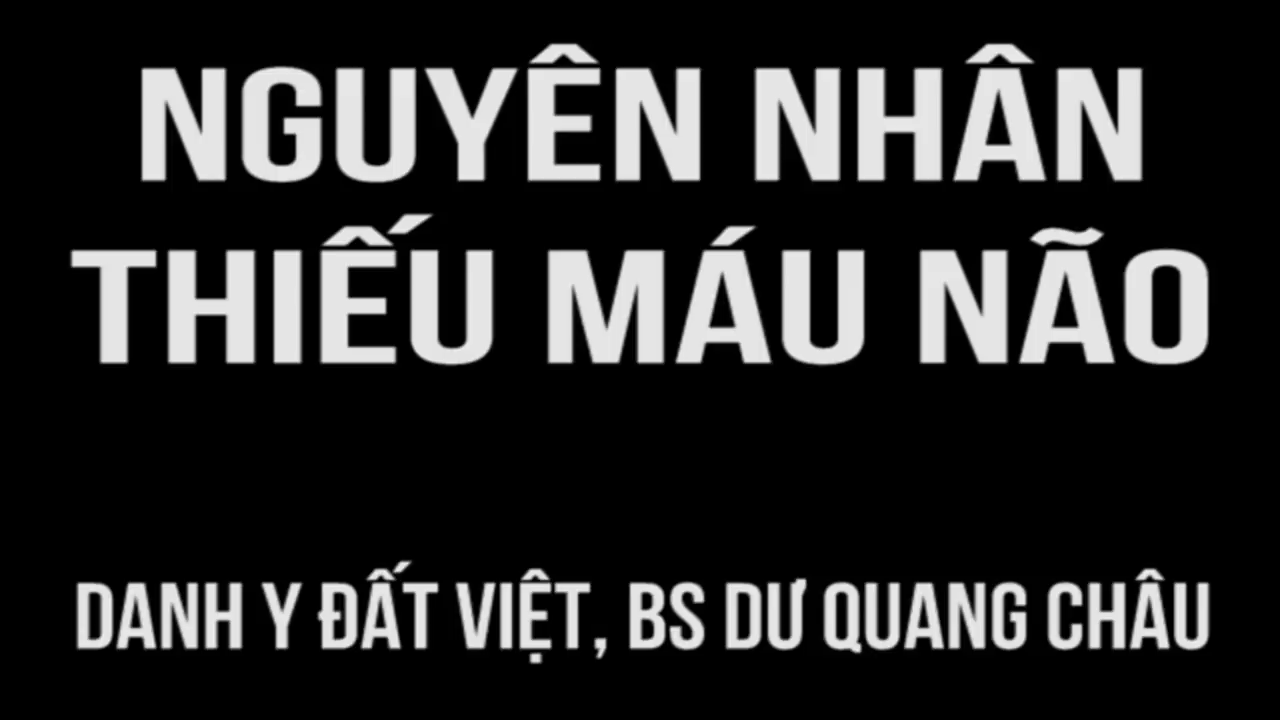 NGUYÊN NHÂN
THIẾU MÁU NÃO
DANH Y ĐẤT VIỆT, BS DƯ QUANG CHÂU